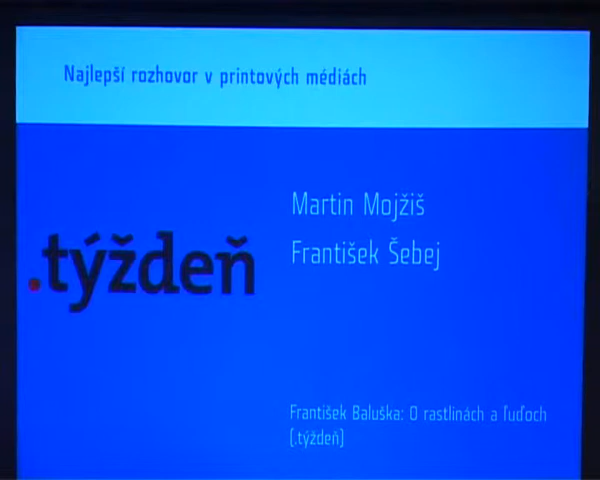 Najlepší rozhovor v printových médiách
Martin Mojžiš
František Šebej
.týždeň
František Baluška: O rastlinách a ľuďoch
(.týždeň)